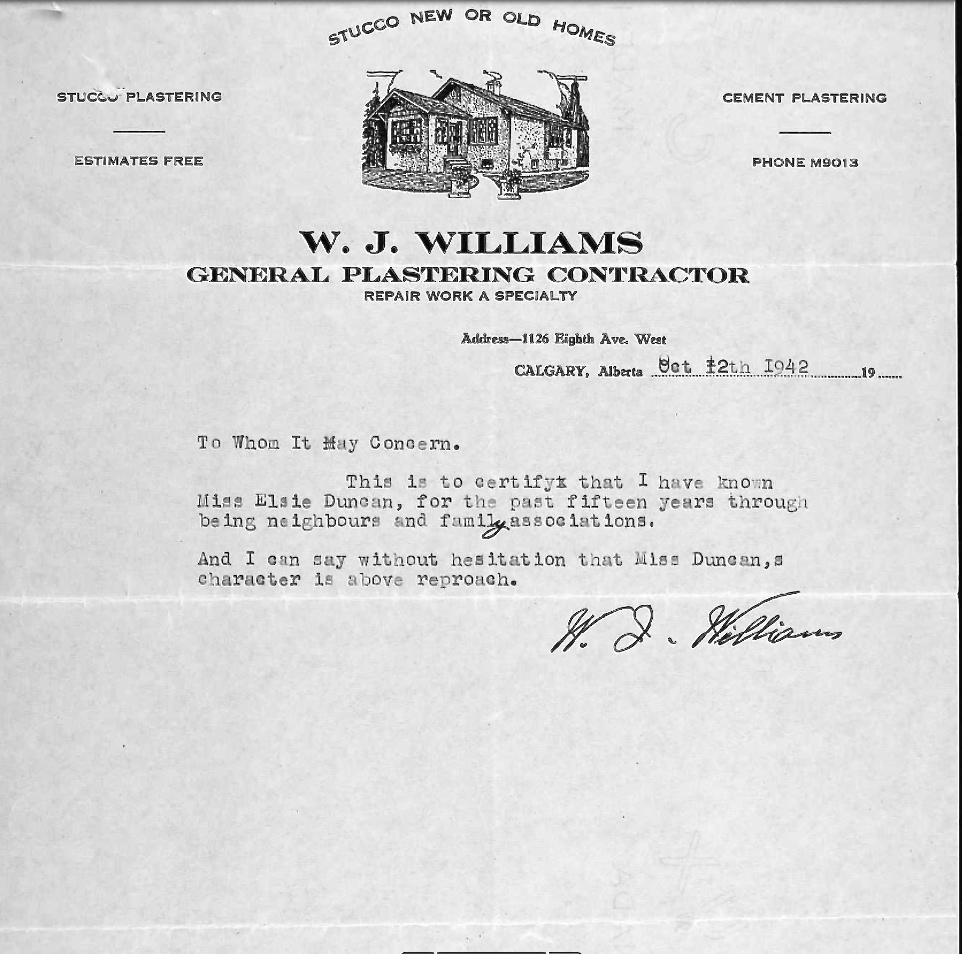 STUCCO NEW OR OLD HOMES
STUCCO PLASTERING
CEMENT PLASTERING
ESTIMATES FREE
PHONE M9013
W. J. WILLIAMS
GENERAL PLASTERING CONTRACTOR
REPAIR WORK A SPECIALTY
Address—1126 Eighth Ave. West
CALGARY, Alberta Oct 12th 1942 19
To Whom It May Concern.
This is to certify that I have known
Miss Elsie Duncan, for the past fifteen years through
being neighbours and family associations.
And I can say without hesitation that Miss Duncan,s
character is above reproach.
W. J. Williams